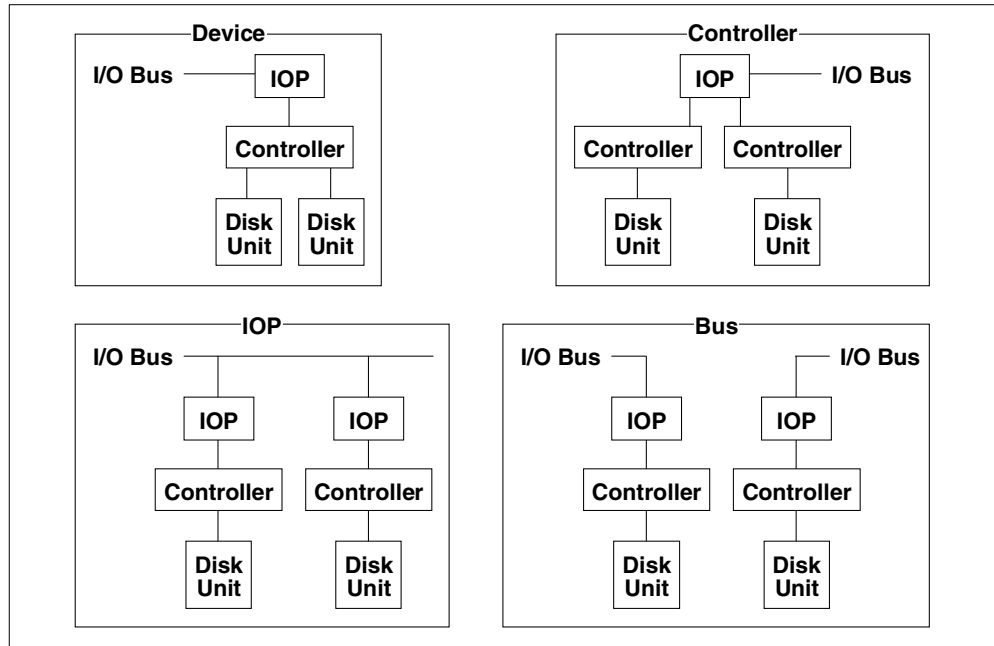 Device
I/O Bus
IOP
Controller
Disk
Unit
Disk
Unit
Controller
IOP
I/O Bus
Controller
Controller
Disk
Unit
Disk
Unit
IOP
I/O Bus
IOP
IOP
Controller
Controller
Disk
Unit
Disk
Unit
Bus
I/O Bus
I/O Bus
IOP
IOP
Controller
Controller
Disk
Unit
Disk
Unit